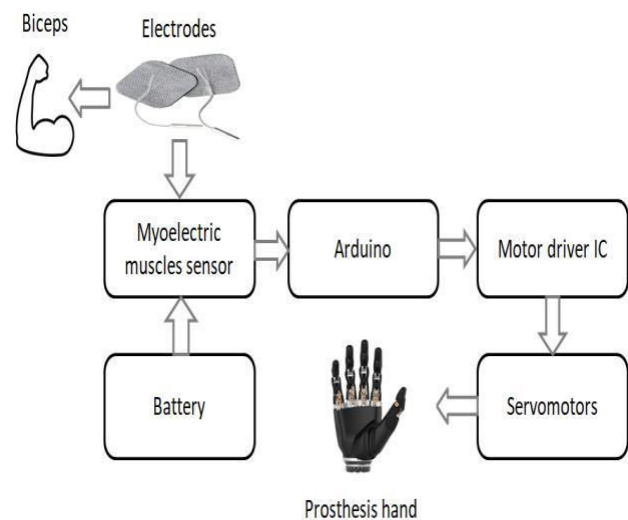 Biceps
Electrodes
Myoelectric
muscles sensor
Arduino
Motor driver IC
Battery
Servomotors
Prosthesis hand